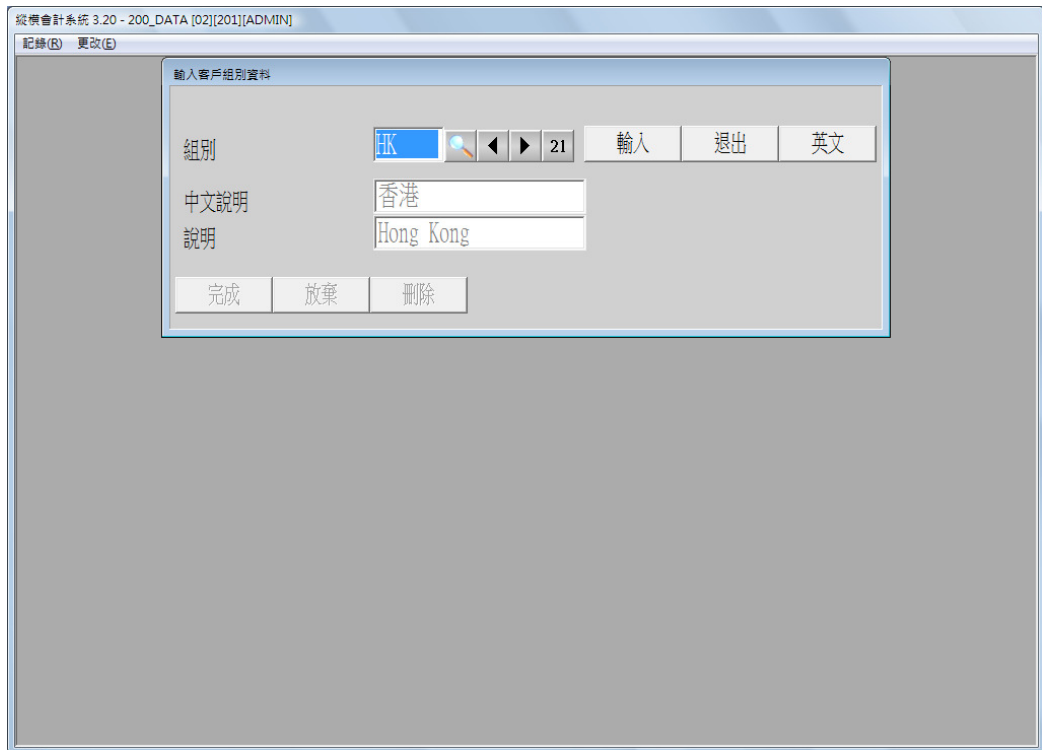 縱橫會計系統 3.20 - 200_DATA [02][201][ADMIN]
記錄(R) 更改(E)
輸入客戶組別資料
組別 HK 21 輸入 退出 英文
中文說明 香港
說明 Hong Kong
完成 放棄 刪除